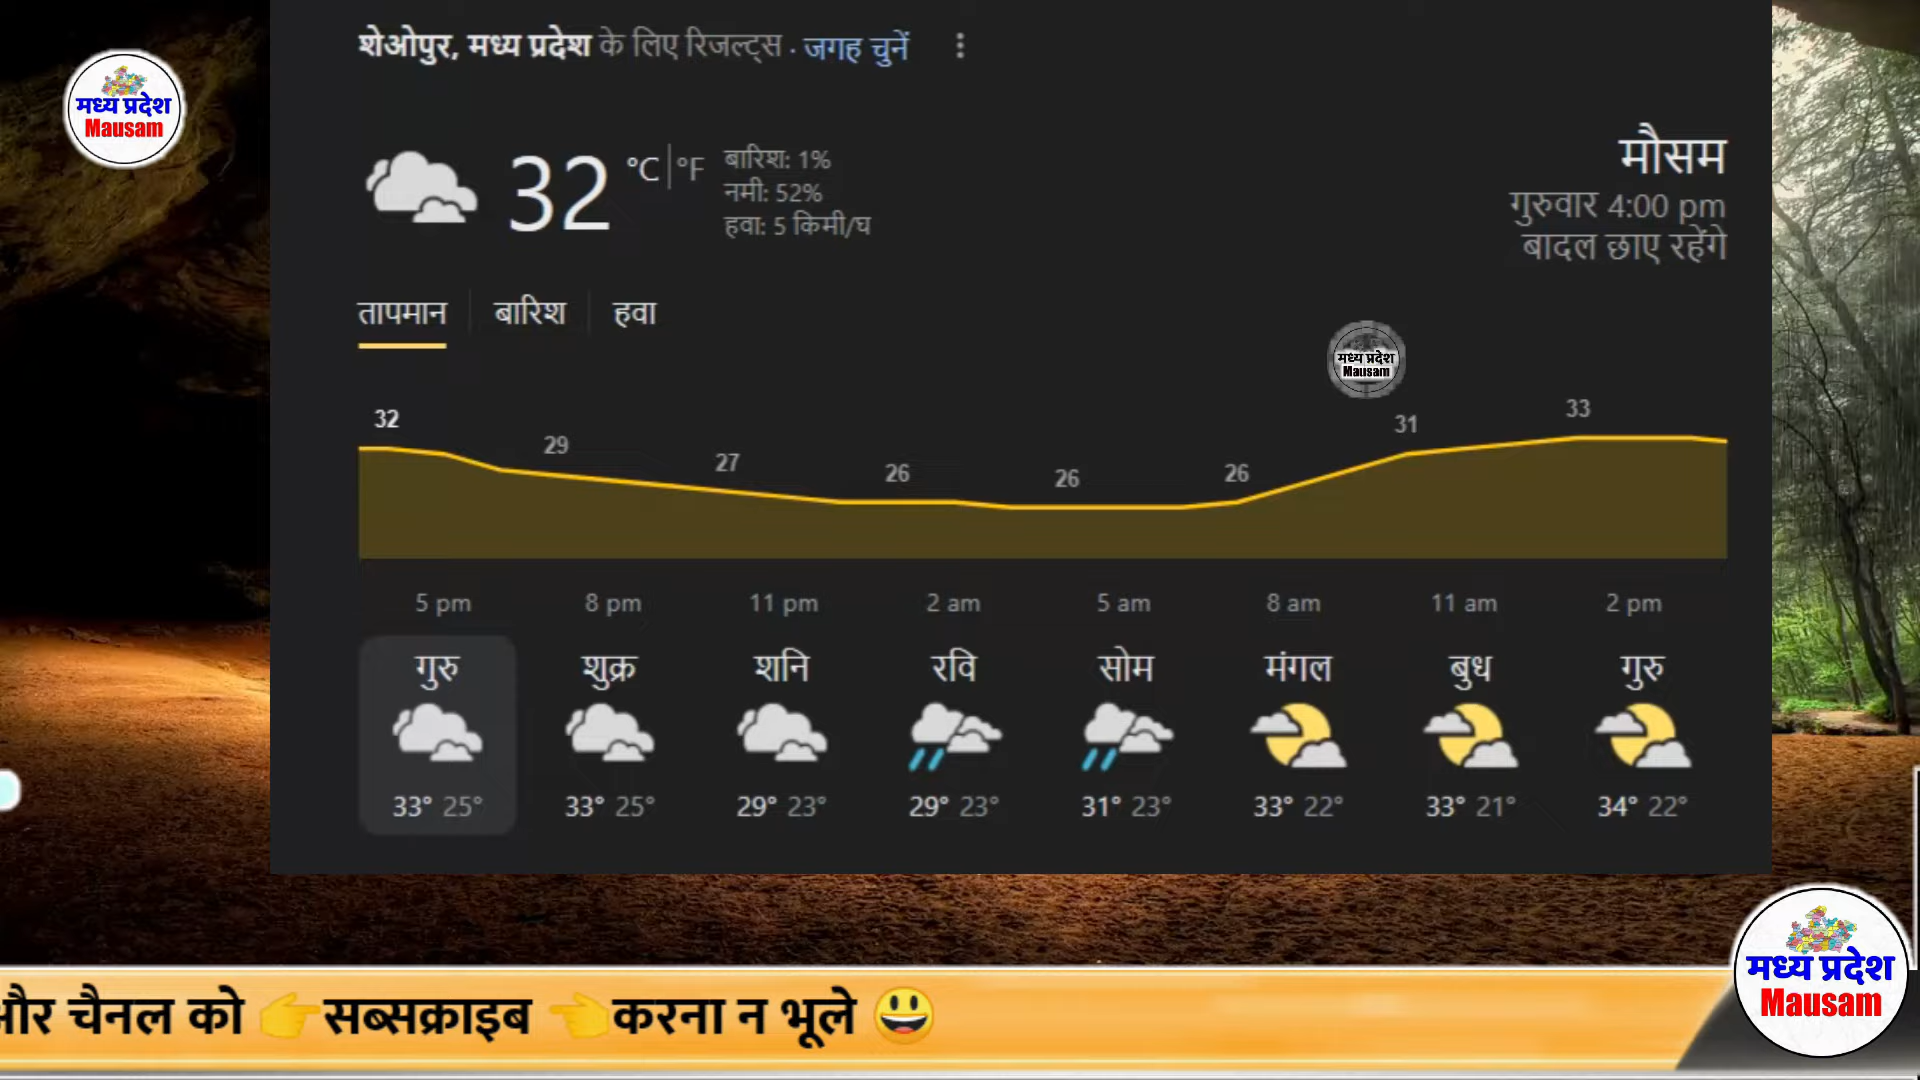 शेओपुर, मध्य प्रदेश के लिए रिजल्ट्स · जगह चुनें
मध्य प्रदेश
Mausam
32 °C | °F
बारिश: 1%
नमी: 52%
हवा: 5 किमी/घ
मौसम
गुरुवार 4:00 pm
बादल छाए रहेंगे
तापमान बारिश हवा
मध्य प्रदेश
Mausam
32 29 27 26 26 26 31 33
5 pm 8 pm 11 pm 2 am 5 am 8 am 11 am 2 pm
गुरु शुक्र शनि रवि सोम मंगल बुध गुरु
33° 25° 33° 25° 29° 23° 29° 23° 31° 23° 33° 22° 33° 21° 34° 22°
और चैनल को 👉सब्सक्राइब 👈करना न भूले 😃
मध्य प्रदेश
Mausam